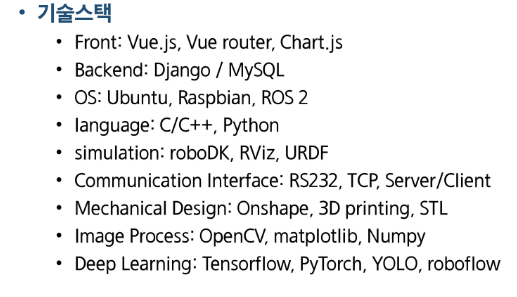 • 기술스택
• Front: Vue.js, Vue router, Chart.js
• Backend: Django / MySQL
• OS: Ubuntu, Raspbian, ROS 2
• language: C/C++, Python
• simulation: roboDK, RViz, URDF
• Communication Interface: RS232, TCP, Server/Client
• Mechanical Design: Onshape, 3D printing, STL
• Image Process: OpenCV, matplotlib, Numpy
• Deep Learning: Tensorflow, PyTorch, YOLO, roboflow